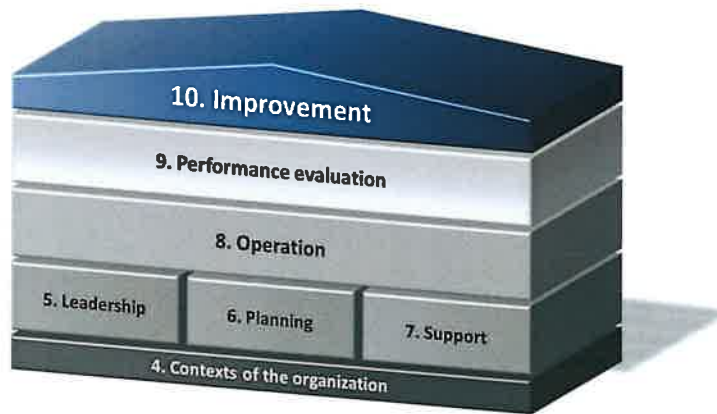 10. Improvement
9. Performance evaluation
8. Operation
5. Leadership
6. Planning
7. Support
4. Contexts of the organization